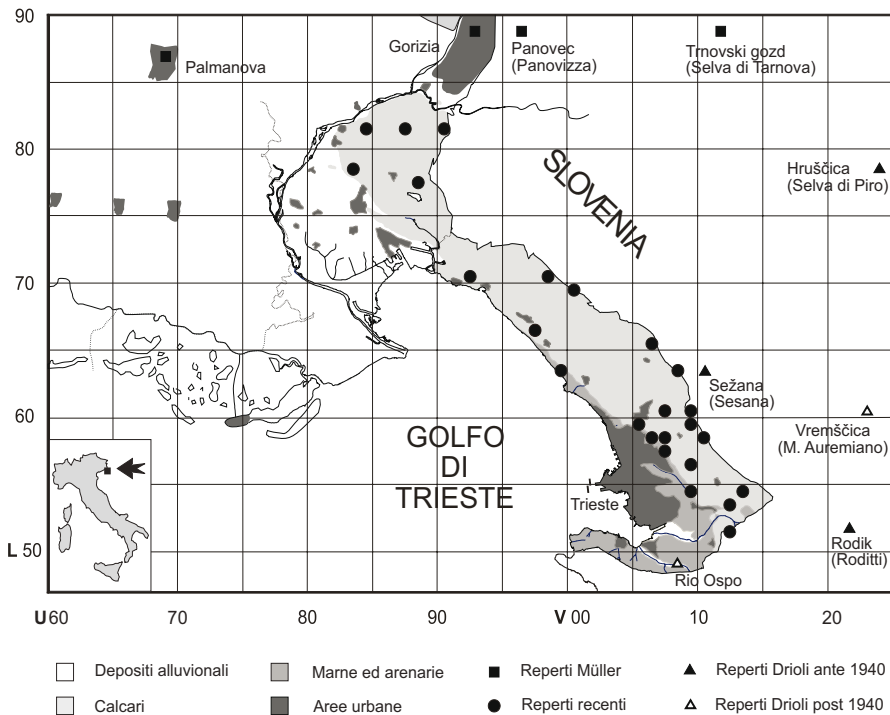 90
80
70
60
L 50
Palmanova
Gorizia
Panovec
(Panovizza)
Trnovski gozd
(Selva di Tarnova)
Hruščica
(Selva di Piro)
SLOVENIA
Sežana
(Sesana)
Vremščica
(M. Auremiano)
GOLFO
DI
TRIESTE
Trieste
Rodik
(Roditti)
Rio Ospo
U60
70
80
90
V 00
10
20
Depositi alluvionali
Marne ed arenarie
Reperti Müller
Reperti Drioli ante 1940
Calcari
Aree urbane
Reperti recenti
Reperti Drioli post 1940